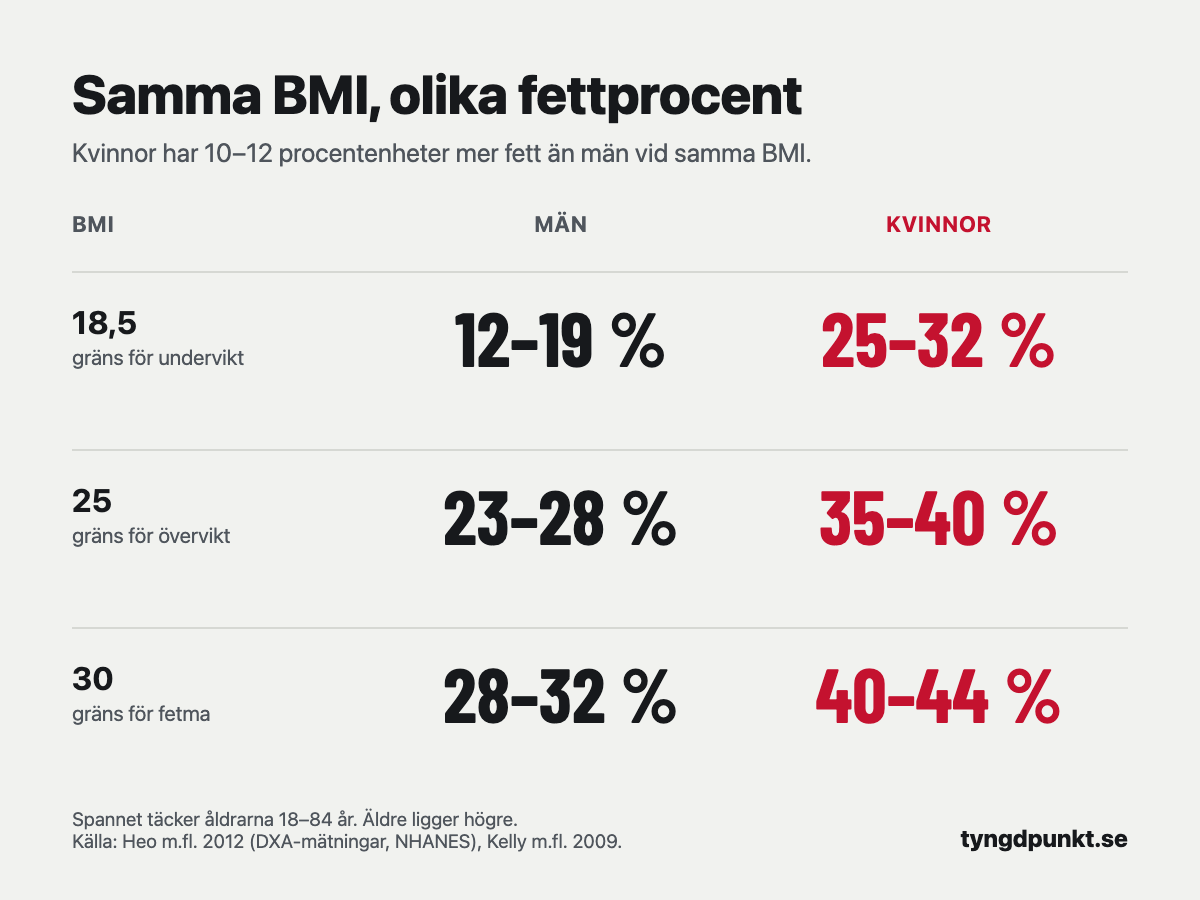 Samma BMI, olika fettprocent
Kvinnor har 10–12 procentenheter mer fett än män vid samma BMI.
BMI MÄN KVINNOR
18,5
gräns för undervikt
12–19 % 25–32 %
25
gräns för övervikt
23–28 % 35–40 %
30
gräns för fetma
28–32 % 40–44 %
Spannet täcker åldrarna 18–84 år. Äldre ligger högre.
Källa: Heo m.fl. 2012 (DXA-mätningar, NHANES), Kelly m.fl. 2009.
tyngdpunkt.se